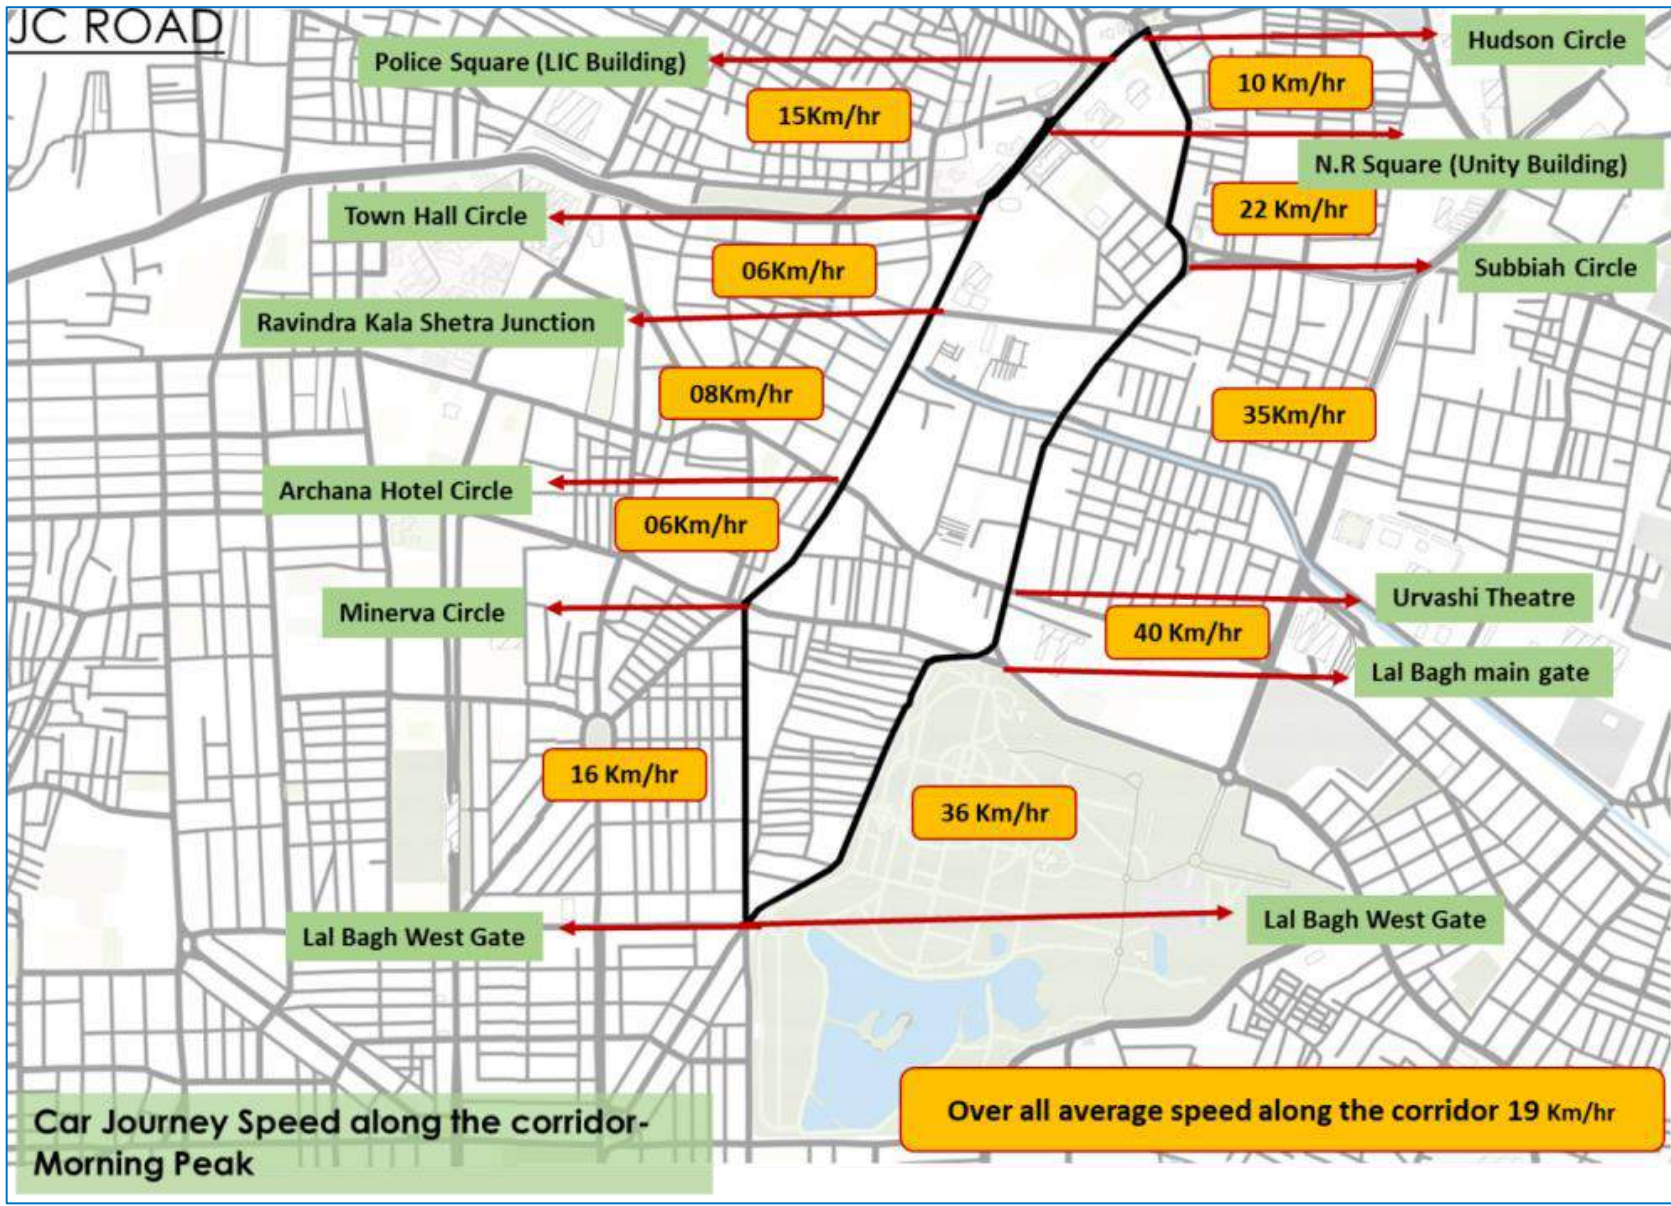 JC ROAD
Police Square (LIC Building)
Hudson Circle
10 Km/hr
15Km/hr
N.R Square (Unity Building)
22 Km/hr
Town Hall Circle
Subbiah Circle
06Km/hr
Ravindra Kala Shetra Junction
08Km/hr
35Km/hr
Archana Hotel Circle
06Km/hr
Urvashi Theatre
Minerva Circle
40 Km/hr
Lal Bagh main gate
16 Km/hr
36 Km/hr
Lal Bagh West Gate
Lal Bagh West Gate
Over all average speed along the corridor 19 Km/hr
Car Journey Speed along the corridor-
Morning Peak